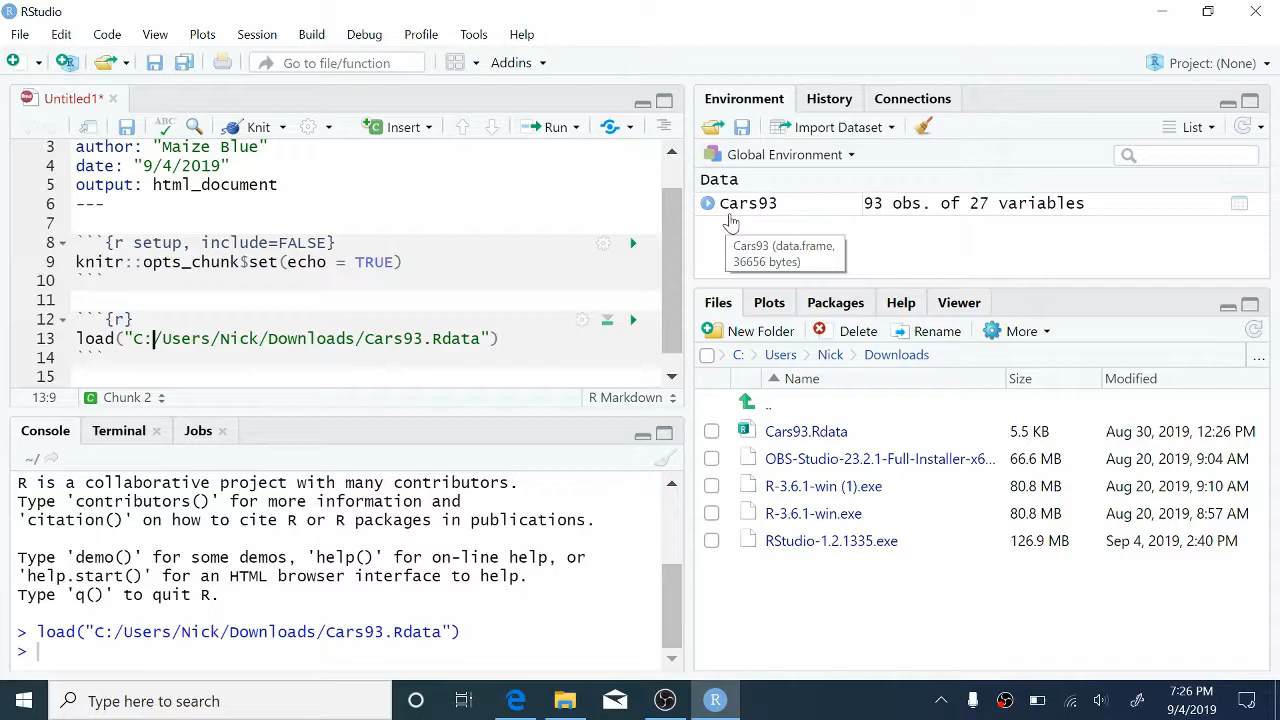 RStudio
File Edit Code View Plots Session Build Debug Profile Tools Help
Go to file/function Addins Project: (None)
Untitled1*
ABC Knit Insert Run
3 author: "Maize Blue"
4 date: "9/4/2019"
5 output: html_document
6 ---
7
8 ```{r setup, include=FALSE}
9 knitr::opts_chunk$set(echo = TRUE)
10 ```
11
12 ```{r}
13 load("C:/Users/Nick/Downloads/Cars93.Rdata")
14 ```
15
13:9 C Chunk 2 R Markdown
Console Terminal Jobs
~/
R is a collaborative project with many contributors.
Type 'contributors()' for more information and
'citation()' on how to cite R or R packages in publications.
Type 'demo()' for some demos, 'help()' for on-line help, or
'help.start()' for an HTML browser interface to help.
Type 'q()' to quit R.
> load("C:/Users/Nick/Downloads/Cars93.Rdata")
>
Environment History Connections
Import Dataset List
Global Environment
Data
Cars93 93 obs. of 27 variables
Cars93 (data.frame,
36656 bytes)
Files Plots Packages Help Viewer
New Folder Delete Rename More
C: Users Nick Downloads ...
Name Size Modified
..
Cars93.Rdata 5.5 KB Aug 30, 2019, 12:26 PM
OBS-Studio-23.2.1-Full-Installer-x6... 66.6 MB Aug 20, 2019, 9:04 AM
R-3.6.1-win (1).exe 80.8 MB Aug 20, 2019, 9:10 AM
R-3.6.1-win.exe 80.8 MB Aug 20, 2019, 8:57 AM
RStudio-1.2.1335.exe 126.9 MB Sep 4, 2019, 2:40 PM
Type here to search
R
7:26 PM
9/4/2019